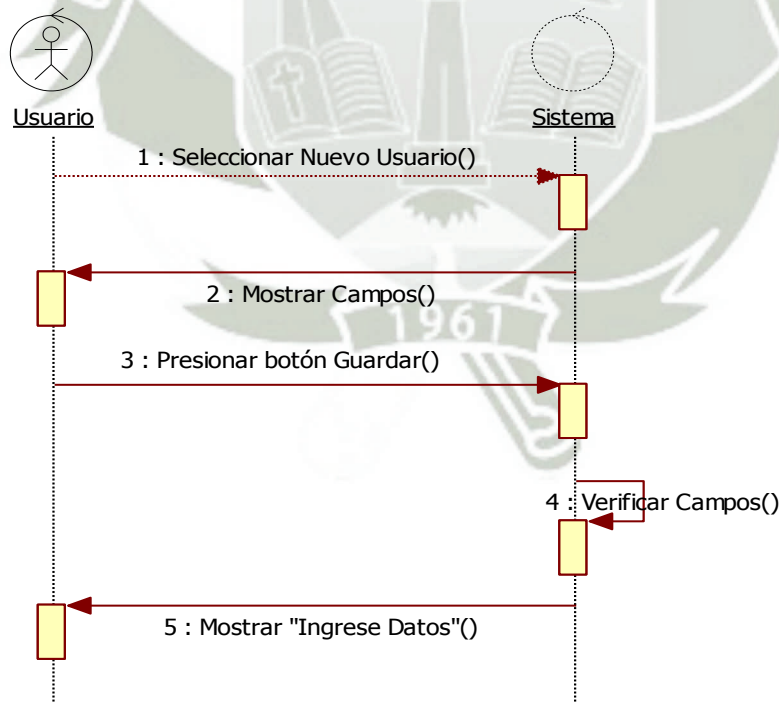 Usuario
Sistema
1 : Seleccionar Nuevo Usuario()
2 : Mostrar Campos()
1961
3 : Presionar botón Guardar()
4 : Verificar Campos()
5 : Mostrar "Ingrese Datos"()